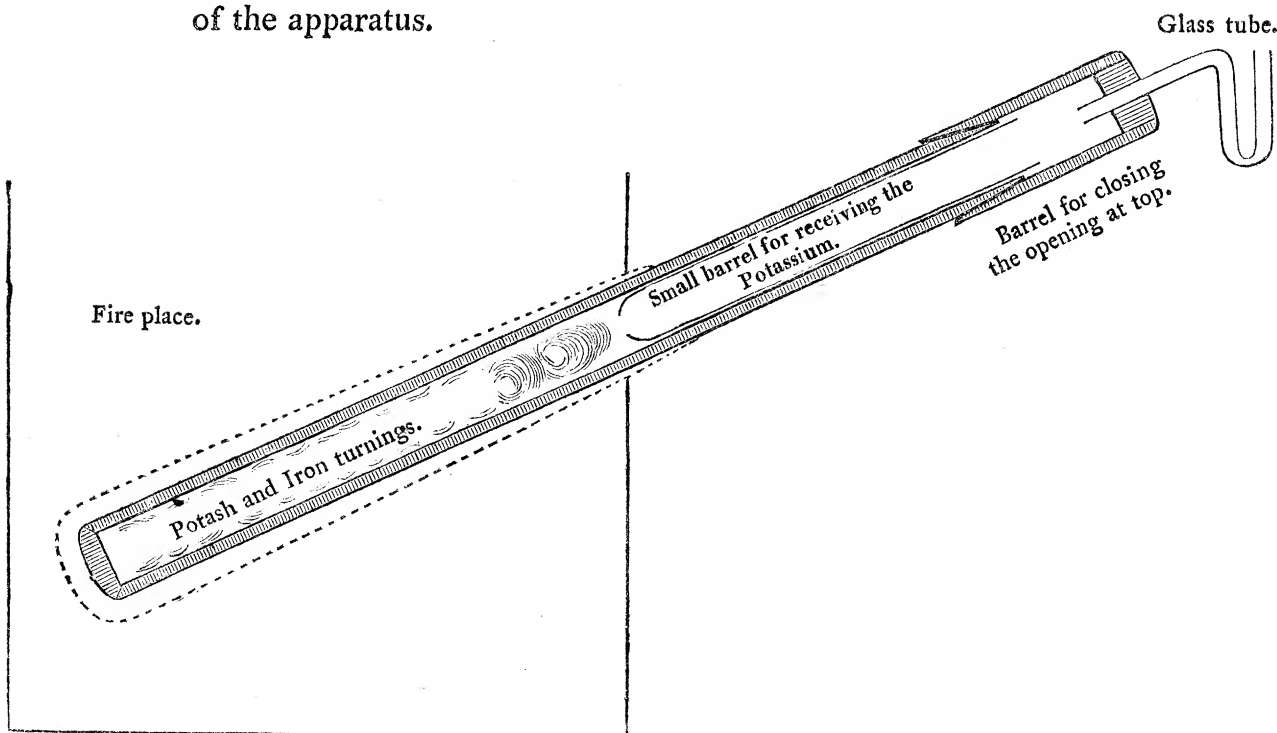 of the apparatus.
Glass tube.
Small barrel for receiving the
Potassium.
Barrel for closing
the opening at top.
Fire place.
Potash and Iron turnings.